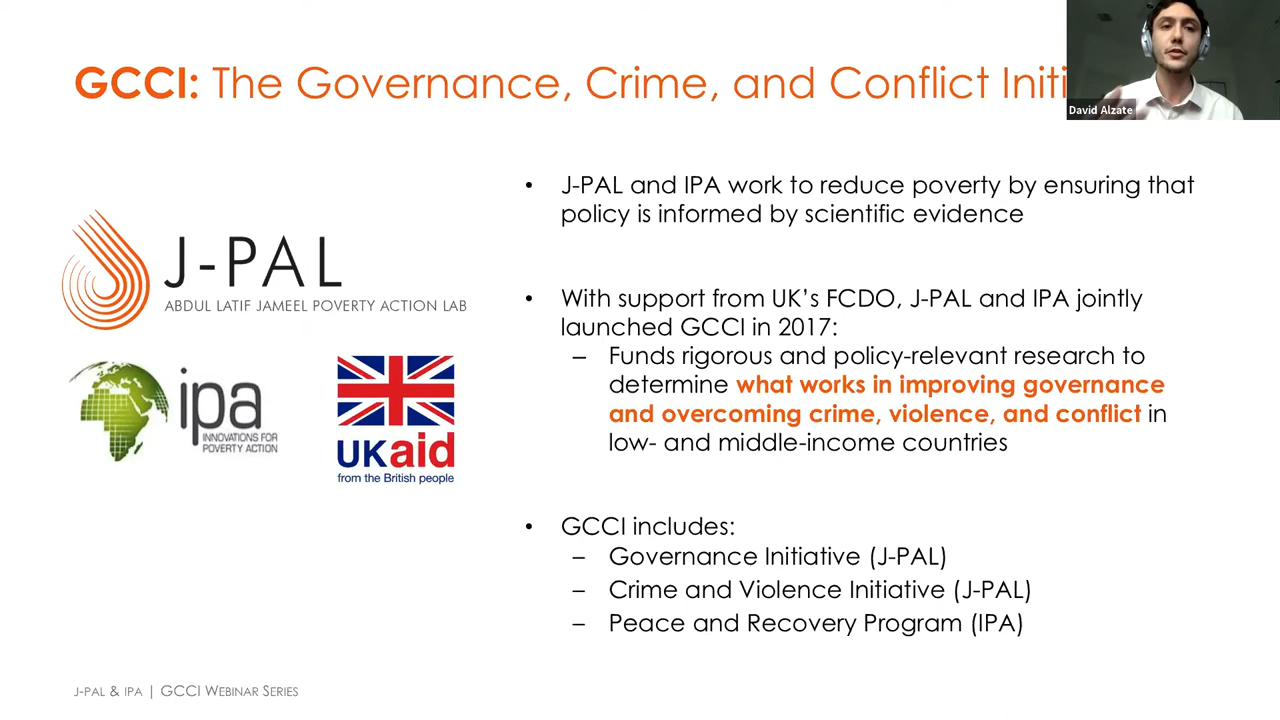 GCCI: The Governance, Crime, and Conflict Initi
David Alzate
• J-PAL and IPA work to reduce poverty by ensuring that
policy is informed by scientific evidence
J-PAL
ABDUL LATIF JAMEEL POVERTY ACTION LAB
ipa
INNOVATIONS FOR
POVERTY ACTION
UKaid
from the British people
• With support from UK's FCDO, J-PAL and IPA jointly
launched GCCI in 2017:
– Funds rigorous and policy-relevant research to
determine what works in improving governance
and overcoming crime, violence, and conflict in
low- and middle-income countries
• GCCI includes:
– Governance Initiative (J-PAL)
– Crime and Violence Initiative (J-PAL)
– Peace and Recovery Program (IPA)
J-PAL & IPA | GCCI WEBINAR SERIES